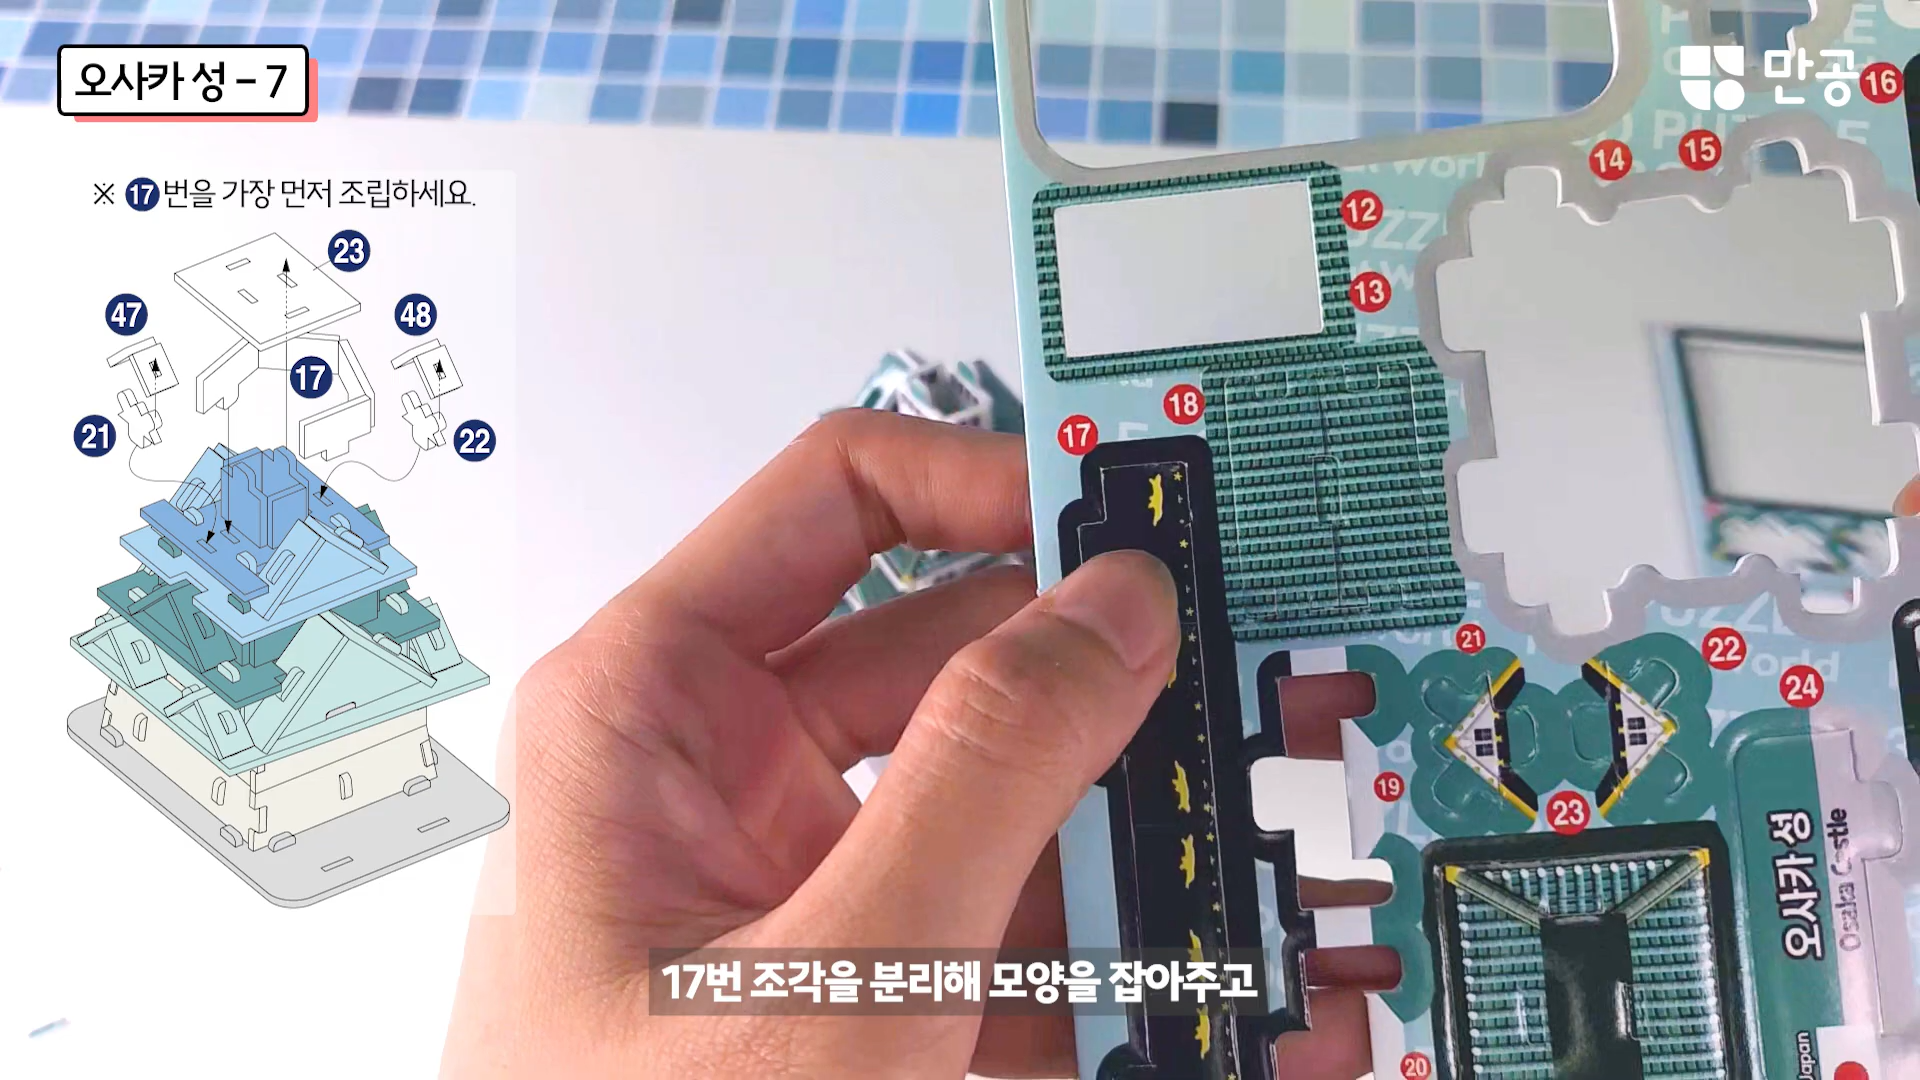 오사카 성 – 7
만공
※ 17번을 가장 먼저 조립하세요.
23
47
48
17
21
22
16
14
15
12
13
18
17
21
22
24
19
23
20
오사카 성
Osaka Castle
Japan
17번 조각을 분리해 모양을 잡아주고